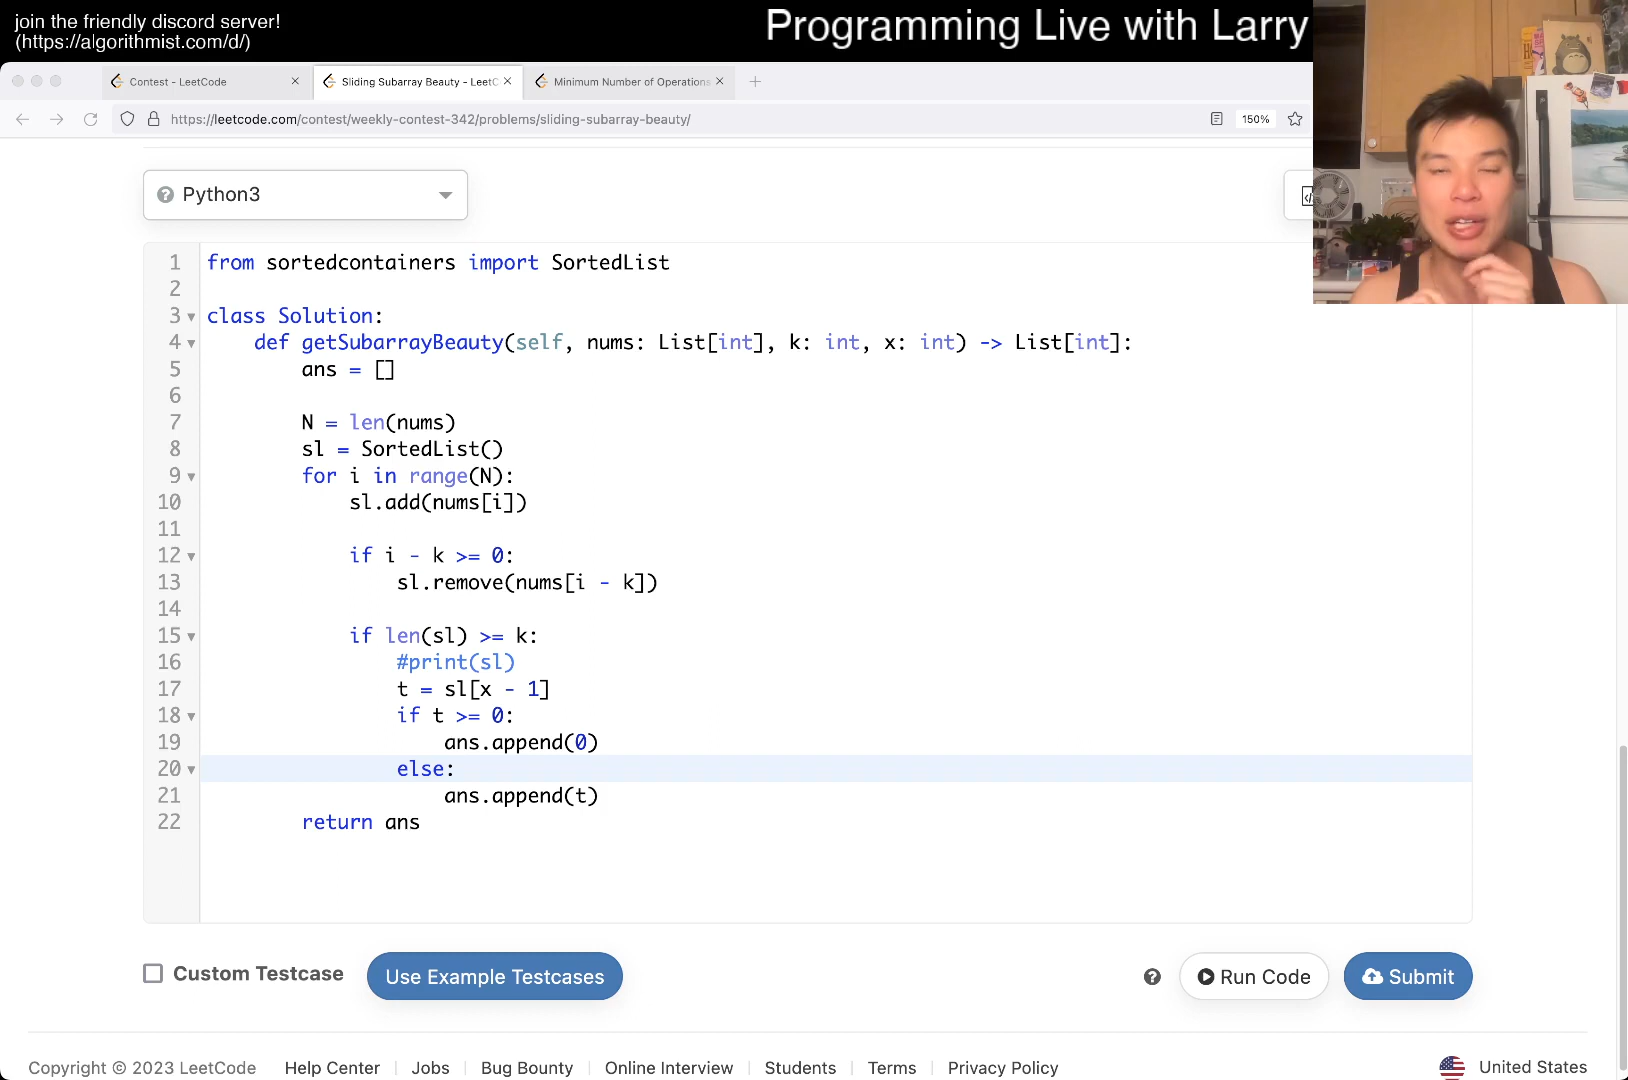 join the friendly discord server!
(https://algorithmist.com/d/)
Programming Live with Larry
Contest - LeetCode
Sliding Subarray Beauty - LeetC
Minimum Number of Operations
https://leetcode.com/contest/weekly-contest-342/problems/sliding-subarray-beauty/
150%
Python3
1 from sortedcontainers import SortedList
2
3 class Solution:
4     def getSubarrayBeauty(self, nums: List[int], k: int, x: int) -> List[int]:
5         ans = []
6
7         N = len(nums)
8         sl = SortedList()
9         for i in range(N):
10             sl.add(nums[i])
11
12             if i - k >= 0:
13                 sl.remove(nums[i - k])
14
15             if len(sl) >= k:
16                 #print(sl)
17                 t = sl[x - 1]
18                 if t >= 0:
19                     ans.append(0)
20                 else:
21                     ans.append(t)
22         return ans
Custom Testcase
Use Example Testcases
Run Code
Submit
Copyright © 2023 LeetCode
Help Center
Jobs
Bug Bounty
Online Interview
Students
Terms
Privacy Policy
United States